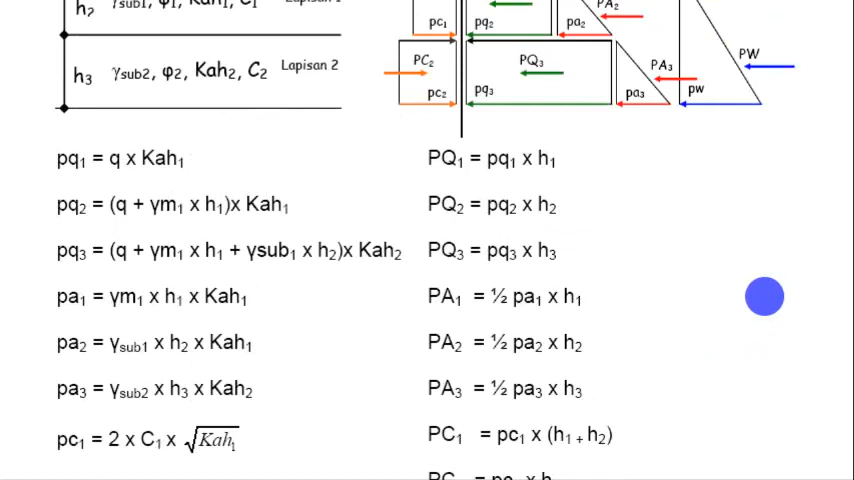 h₂ γsub1, φ1, Kah₁, C₁ Lapisan 1
h₃ γsub2, φ₂, Kah₂, C₂ Lapisan 2
pc₁ pq₂ pa₂ PA₂
PC₂ PQ₃ PA₃ PW
pc₂ pq₃ pa₃ pw
pq₁ = q x Kah₁
PQ₁ = pq₁ x h₁
pq₂ = (q + γm₁ x h₁)x Kah₁
PQ₂ = pq₂ x h₂
pq₃ = (q + γm₁ x h₁ + γsub₁ x h₂)x Kah₂
PQ₃ = pq₃ x h₃
pa₁ = γm₁ x h₁ x Kah₁
PA₁ = ½ pa₁ x h₁
pa₂ = γsub1 x h₂ x Kah₁
PA₂ = ½ pa₂ x h₂
pa₃ = γsub2 x h₃ x Kah₂
PA₃ = ½ pa₃ x h₃
pc₁ = 2 x C₁ x √Kah₁
PC₁ = pc₁ x (h₁ + h₂)